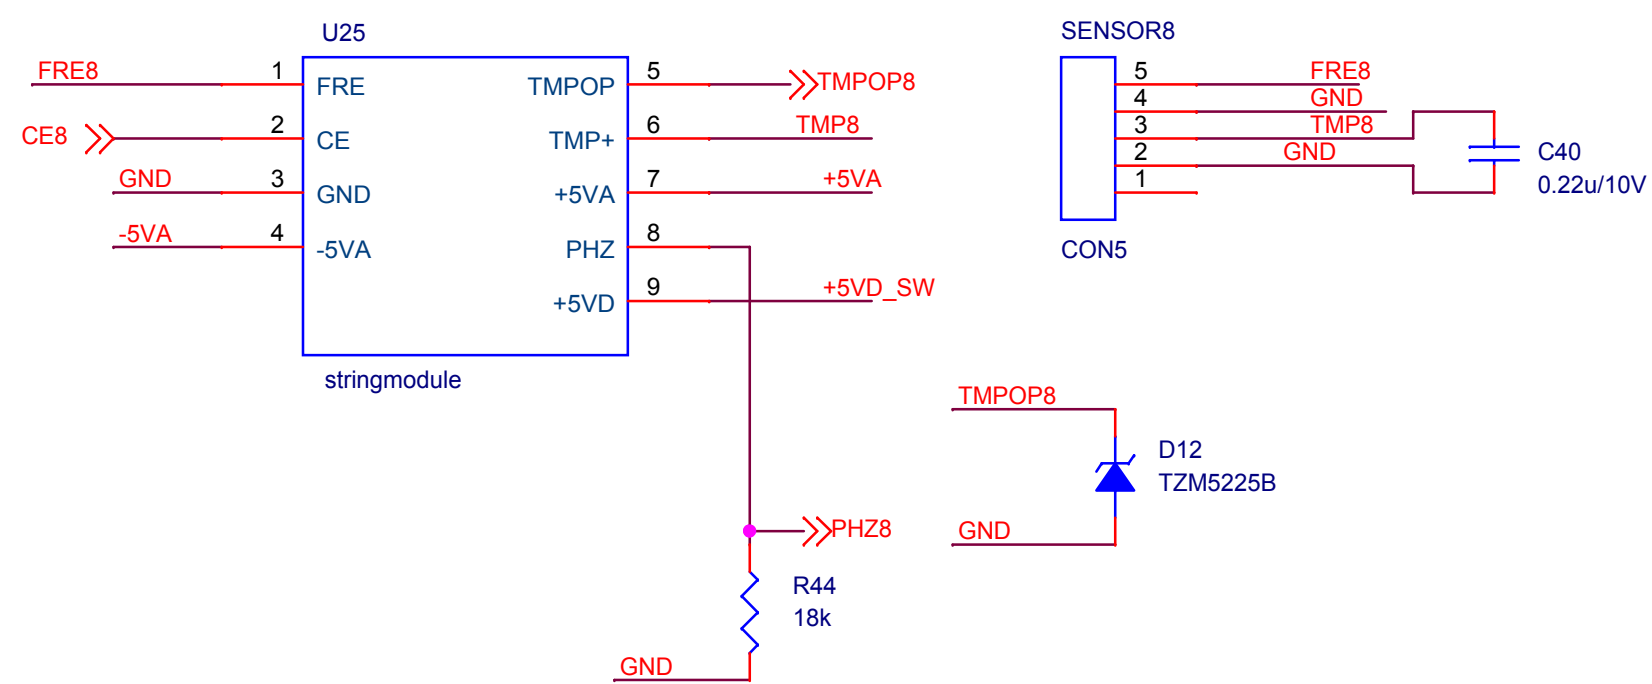 U25
SENSOR8
FRE8
1
FRE
TMPOP
5
TMPOP8
CE8
2
CE
TMP+
6
TMP8
GND
3
GND
+5VA
7
+5VA
-5VA
4
-5VA
PHZ
8
+5VD
9
+5VD_SW
stringmodule
5
FRE8
4
GND
3
TMP8
2
GND
1
C40
0.22u/10V
CON5
TMPOP8
D12
TZM5225B
GND
PHZ8
R44
18k
GND